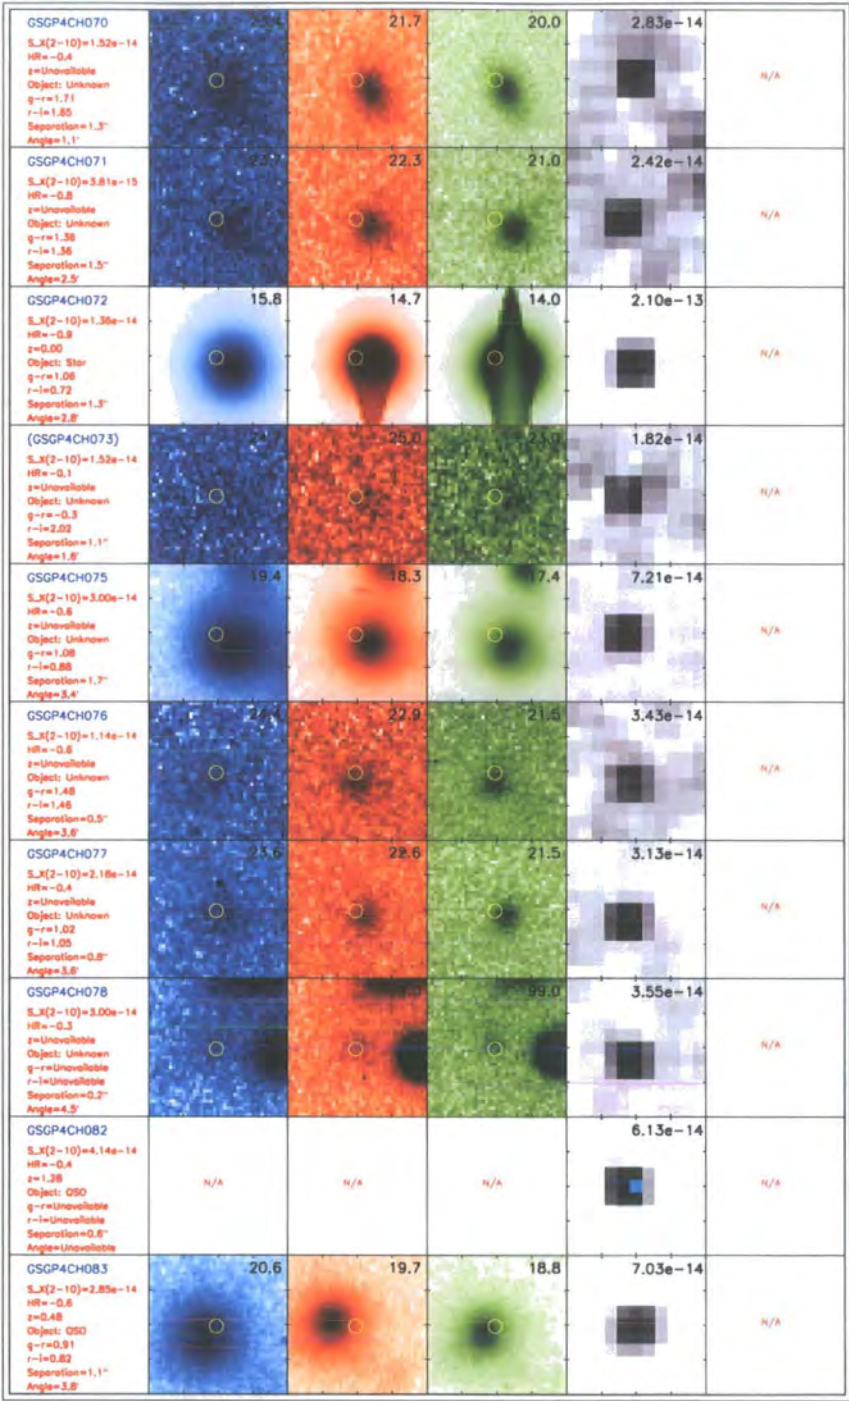 GSGP4CH070
S_X(2-10)=1.52e-14
HR=-0.4
z=Unavailable
Object: Unknown
g-r=1.71
r-i=1.65
Separation=1.3"
Angle=1.1'
21.7
20.0
2.83e-14
N/A
GSGP4CH071
S_X(2-10)=3.81e-15
HR=-0.8
z=Unavailable
Object: Unknown
g-r=1.38
r-i=1.36
Separation=1.5"
Angle=2.5'
23.7
22.3
21.0
2.42e-14
N/A
GSGP4CH072
S_X(2-10)=1.36e-14
HR=-0.9
z=0.00
Object: Star
g-r=1.06
r-i=0.72
Separation=1.3"
Angle=2.8'
15.8
14.7
14.0
2.10e-13
N/A
(GSGP4CH073)
S_X(2-10)=1.52e-14
HR=-0.1
z=Unavailable
Object: Unknown
g-r=-0.3
r-i=2.02
Separation=1.1"
Angle=1.6'
24.7
25.0
23.0
1.82e-14
N/A
GSGP4CH075
S_X(2-10)=3.00e-14
HR=-0.6
z=Unavailable
Object: Unknown
g-r=1.08
r-i=0.88
Separation=1.7"
Angle=3.4'
19.4
18.3
17.4
7.21e-14
N/A
GSGP4CH076
S_X(2-10)=1.14e-14
HR=-0.6
z=Unavailable
Object: Unknown
g-r=1.48
r-i=1.46
Separation=0.5"
Angle=3.6'
24.4
22.9
21.5
3.43e-14
N/A
GSGP4CH077
S_X(2-10)=2.16e-14
HR=-0.4
z=Unavailable
Object: Unknown
g-r=1.02
r-i=1.05
Separation=0.8"
Angle=3.6'
23.6
22.6
21.5
3.13e-14
N/A
GSGP4CH078
S_X(2-10)=3.00e-14
HR=-0.3
z=Unavailable
Object: Unknown
g-r=Unavailable
r-i=Unavailable
Separation=0.2"
Angle=4.5'
99.0
3.55e-14
N/A
GSGP4CH082
S_X(2-10)=4.14e-14
HR=-0.4
z=1.28
Object: QSO
g-r=Unavailable
r-i=Unavailable
Separation=0.6"
Angle=Unavailable
N/A
N/A
N/A
6.13e-14
N/A
GSGP4CH083
S_X(2-10)=2.85e-14
HR=-0.6
z=0.48
Object: QSO
g-r=0.91
r-i=0.82
Separation=1.1"
Angle=3.8'
20.6
19.7
18.8
7.03e-14
N/A